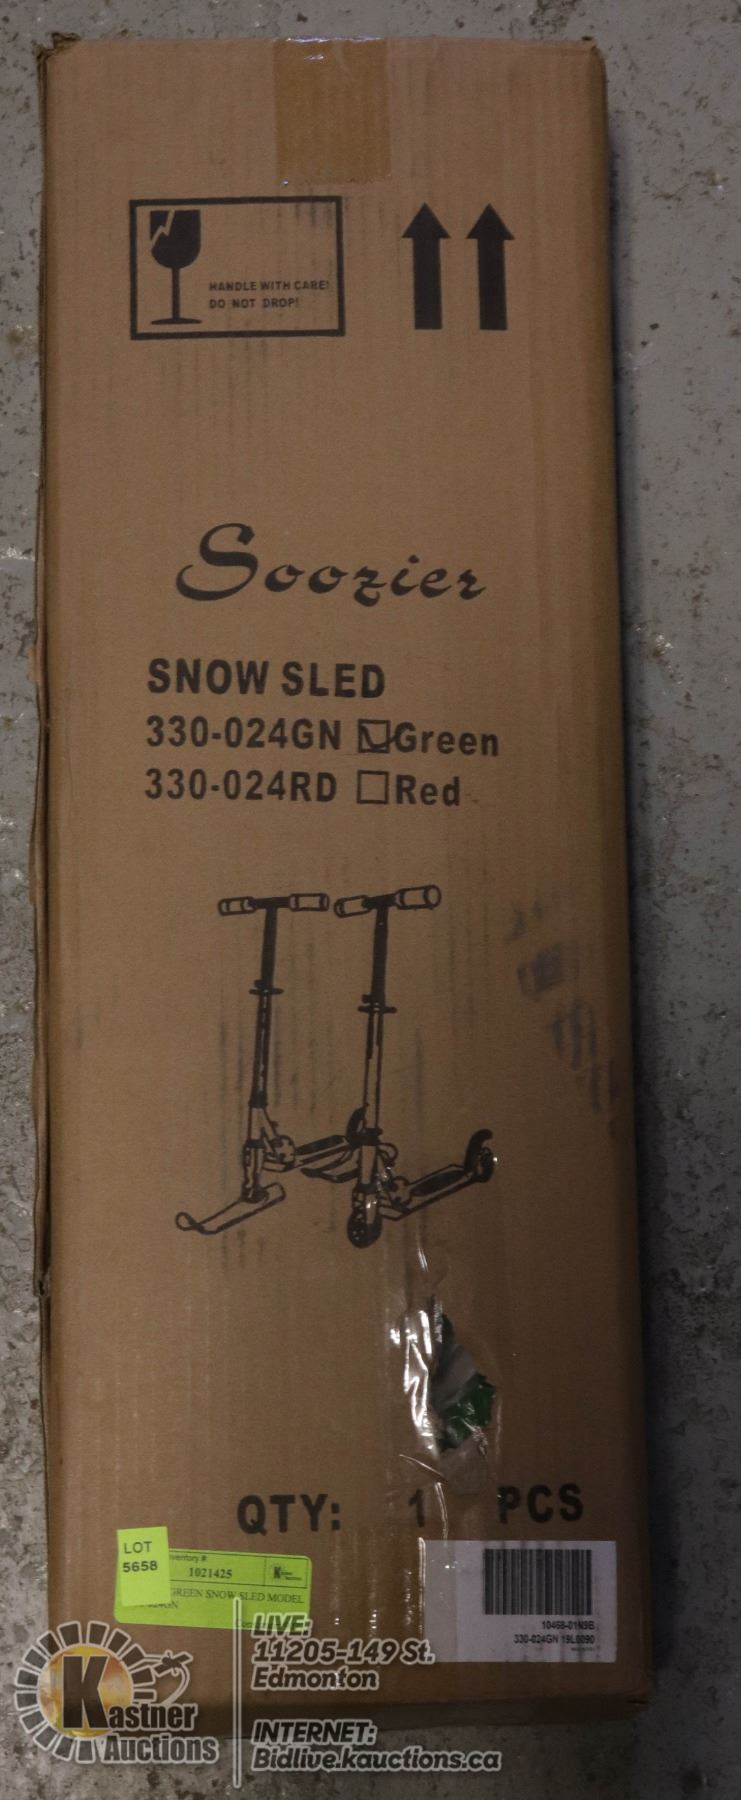 HANDLE WITH CARE!
DO NOT DROP!
Soozier
SNOW SLED
330-024GN Green
330-024RD Red
QTY: 1 PCS
LOT
5658
1021425
GREEN SNOW SLED MODEL
10468-01N9B
330-024GN 19L0090
Kastner
Auctions
LIVE:
11205-149 St.
Edmonton
INTERNET:
Bidlive.kauctions.ca